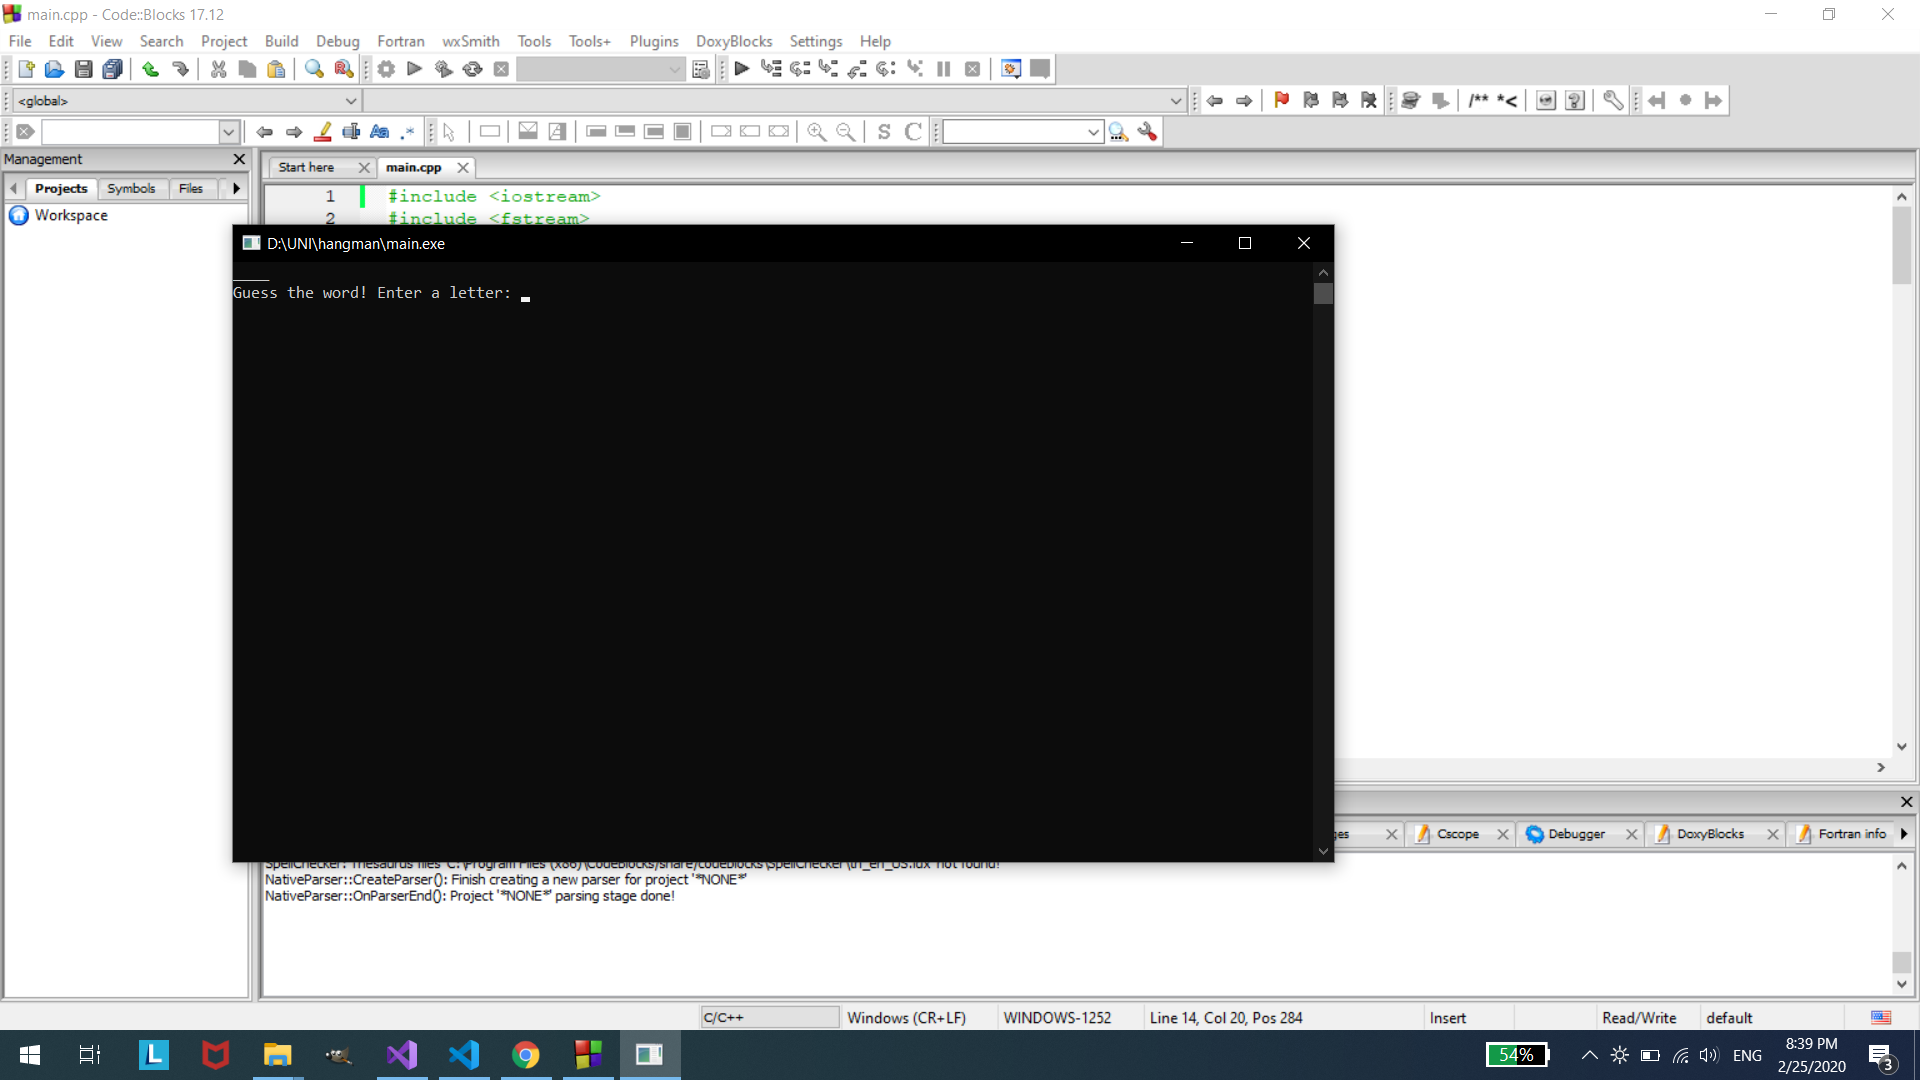 main.cpp - Code::Blocks 17.12
File Edit View Search Project Build Debug Fortran wxSmith Tools Tools+ Plugins DoxyBlocks Settings Help
<global>
/** *<
Aa .*
S C
Management
Start here main.cpp
Projects Symbols Files
Workspace
1 #include <iostream>
2 #include <fstream>
D:\UNI\hangman\main.exe
____
Guess the word! Enter a letter:
Cscope Debugger DoxyBlocks Fortran info
SpellChecker: Thesaurus files 'C:\Program Files (x86)\CodeBlocks/share/codeblocks\SpellChecker\th_en_US.idx' not found!
NativeParser::CreateParser(): Finish creating a new parser for project '*NONE*'
NativeParser::OnParserEnd(): Project '*NONE*' parsing stage done!
C/C++ Windows (CR+LF) WINDOWS-1252 Line 14, Col 20, Pos 284 Insert Read/Write default
L 54% ENG 8:39 PM
2/25/2020 3